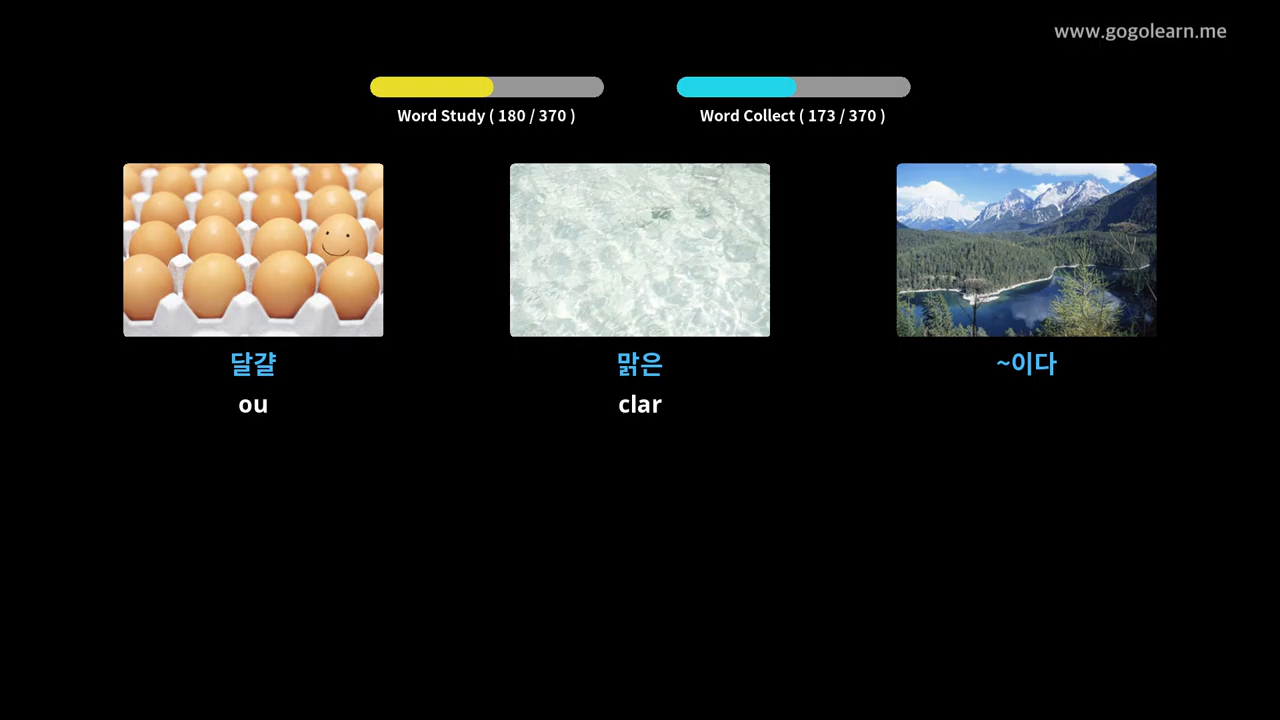 www.gogolearn.me
Word Study ( 180 / 370 )
Word Collect ( 173 / 370 )
달걀
맑은
~이다
ou
clar